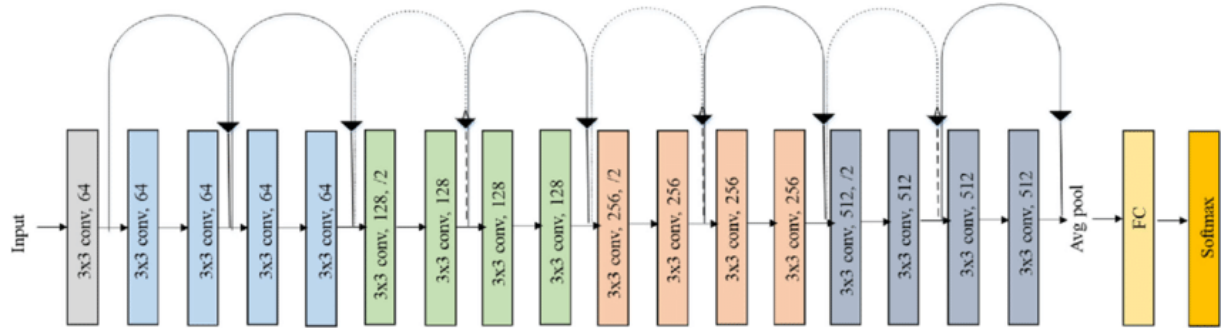 Input
3x3 conv, 64
3x3 conv, 64
3x3 conv, 64
3x3 conv, 64
3x3 conv, 64
3x3 conv, 128, /2
3x3 conv, 128
3x3 conv, 128
3x3 conv, 128
3x3 conv, 256, /2
3x3 conv, 256
3x3 conv, 256
3x3 conv, 256
3x3 conv, 512, /2
3x3 conv, 512
3x3 conv, 512
3x3 conv, 512
Avg pool
FC
Softmax